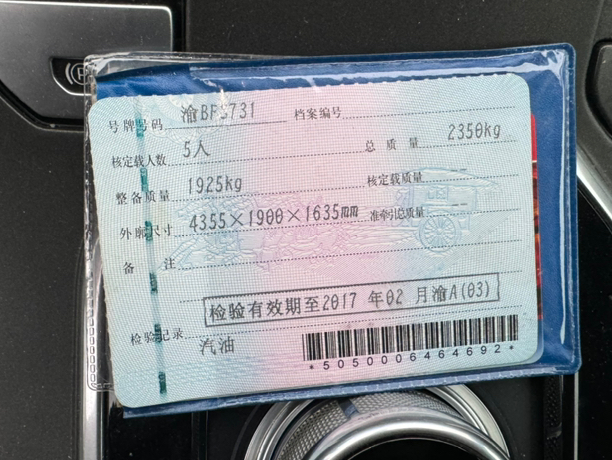 号牌号码 渝BF3731 档案编号
核定载人数 5人 总质量 2350kg
整备质量 1925kg 核定载质量 --
外廓尺寸 4355×1900×1635mm 准牵引总质量 --
备注
检验有效期至2017 年02 月渝A(03)
检验记录
汽油
*5050006464692*